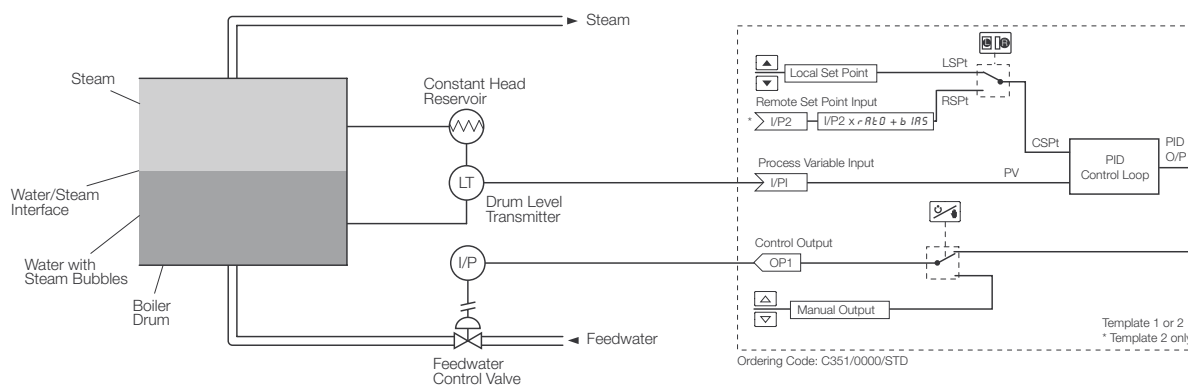 Steam
Steam
Constant Head
Reservoir
Water/Steam
Interface
LT
Drum Level
Transmitter
Water with
Steam Bubbles
Boiler
Drum
I/P
Feedwater
Feedwater
Control Valve
L R
LSPt
Local Set Point
Remote Set Point Input
RSPt
* I/P2
I/P2 x rAtO + bIAS
CSPt
Process Variable Input
I/PI
PV
PID
Control Loop
PID
O/P
Control Output
OP1
Manual Output
Template 1 or 2
* Template 2 only
Ordering Code: C351/0000/STD